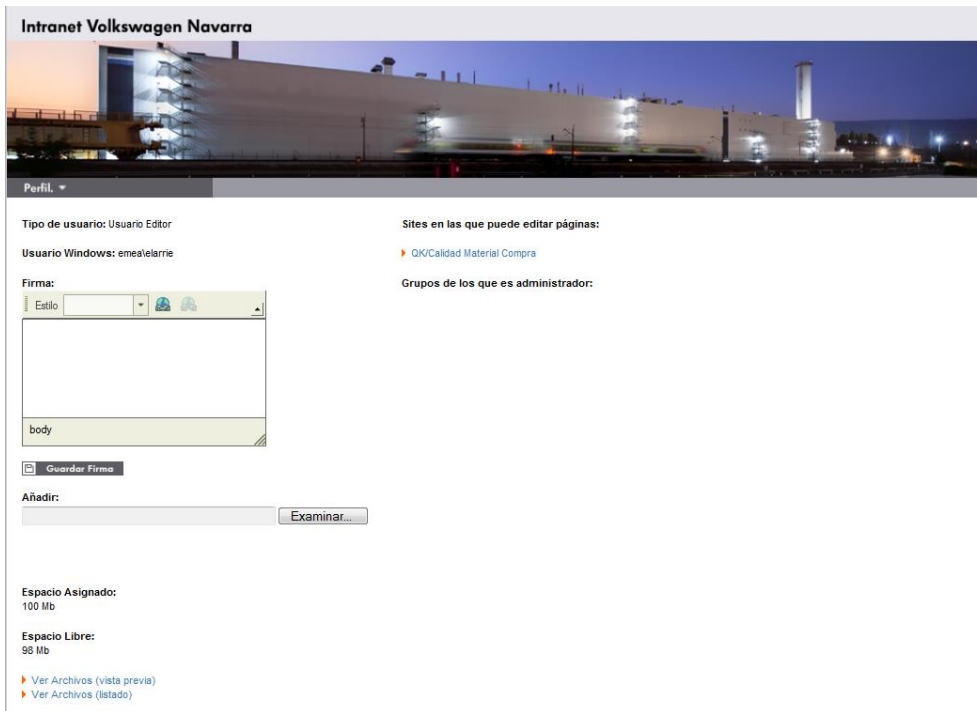 Intranet Volkswagen Navarra
Perfil.
Tipo de usuario: Usuario Editor
Usuario Windows: emea\elarrie
Firma:
Estilo
body
Guardar Firma
Añadir:
Examinar...
Espacio Asignado:
100 Mb
Espacio Libre:
98 Mb
Ver Archivos (vista previa)
Ver Archivos (listado)
Sites en las que puede editar páginas:
QK/Calidad Material Compra
Grupos de los que es administrador: